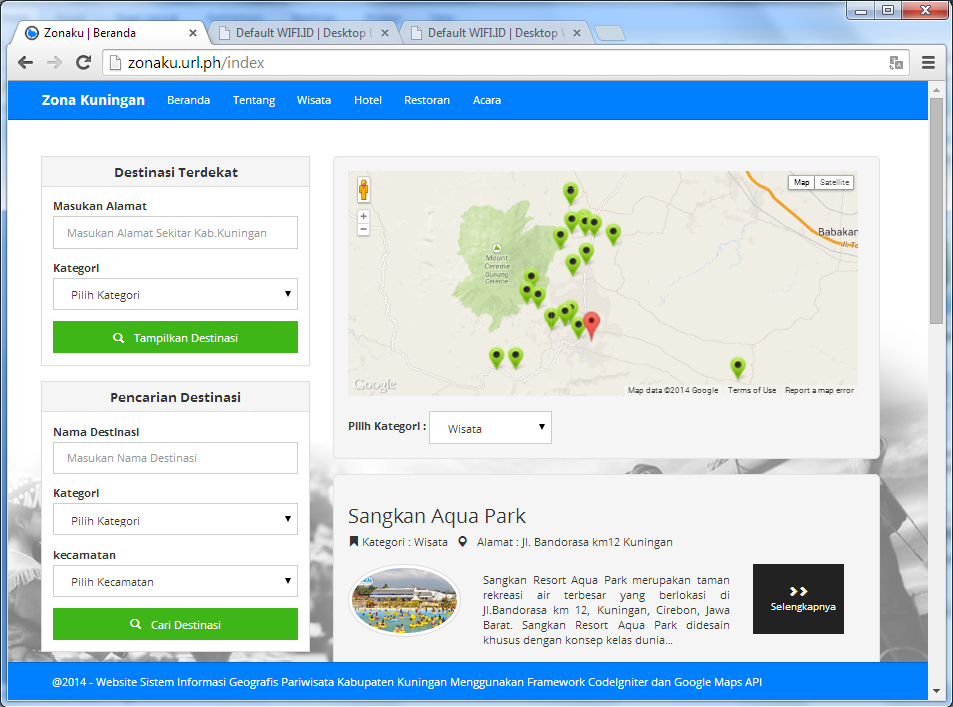 Zonaku | Beranda
Default WIFI.ID | Desktop
Default WIFI.ID | Desktop
zonaku.url.ph/index
Zona Kuningan Beranda Tentang Wisata Hotel Restoran Acara
Destinasi Terdekat
Masukan Alamat
Masukan Alamat Sekitar Kab.Kuningan
Kategori
Pilih Kategori
Tampilkan Destinasi
Pencarian Destinasi
Nama Destinasi
Masukan Nama Destinasi
Kategori
Pilih Kategori
kecamatan
Pilih Kecamatan
Cari Destinasi
Map Satellite
Babakan
Mount
Cereme
Gunung
Cereme
Google
Map data ©2014 Google Terms of Use Report a map error
Pilih Kategori : Wisata
Sangkan Aqua Park
Kategori : Wisata Alamat : Jl. Bandorasa km12 Kuningan
Sangkan Resort Aqua Park merupakan taman
rekreasi air terbesar yang berlokasi di
Jl.Bandorasa km 12, Kuningan, Cirebon, Jawa
Barat. Sangkan Resort Aqua Park didesain
khusus dengan konsep kelas dunia...
Selengkapnya
@2014 - Website Sistem Informasi Geografis Pariwisata Kabupaten Kuningan Menggunakan Framework CodeIgniter dan Google Maps API